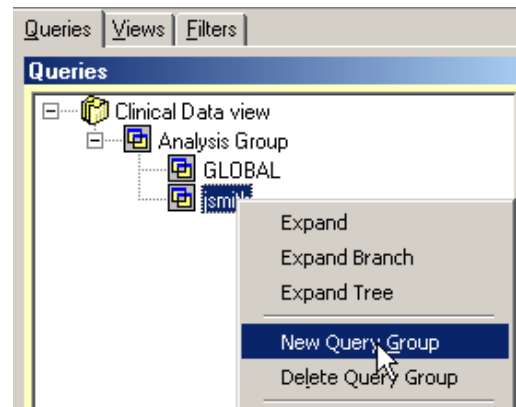 Queries Views Filters
Queries
Clinical Data view
Analysis Group
GLOBAL
jsmith
Expand
Expand Branch
Expand Tree
New Query Group
Delete Query Group